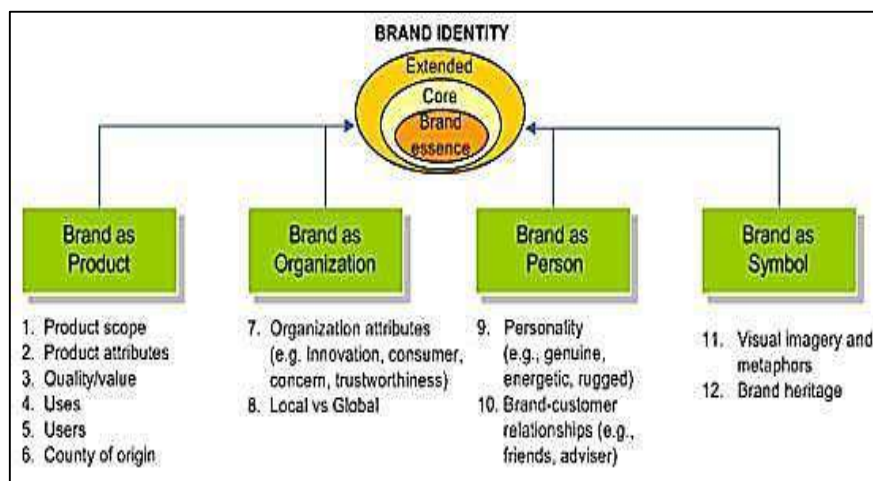 BRAND IDENTITY
Extended
Core
Brand
essence
Brand as
Product
Brand as
Organization
Brand as
Person
Brand as
Symbol
1. Product scope
2. Product attributes
3. Quality/value
4. Uses
5. Users
6. County of origin
7. Organization attributes
(e.g. Innovation, consumer,
concern, trustworthiness)
8. Local vs Global
9. Personality
(e.g., genuine,
energetic, rugged)
10. Brand-customer
relationships (e.g.,
friends, adviser)
11. Visual imagery and
metaphors
12. Brand heritage